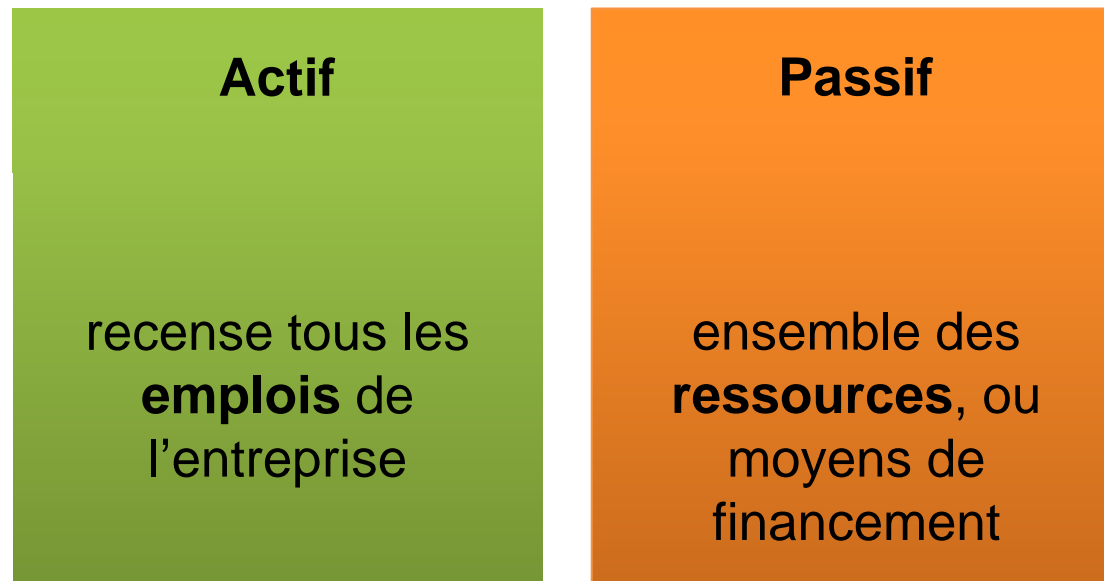 Actif
recense tous les
emplois de
l’entreprise
Passif
ensemble des
ressources, ou
moyens de
financement